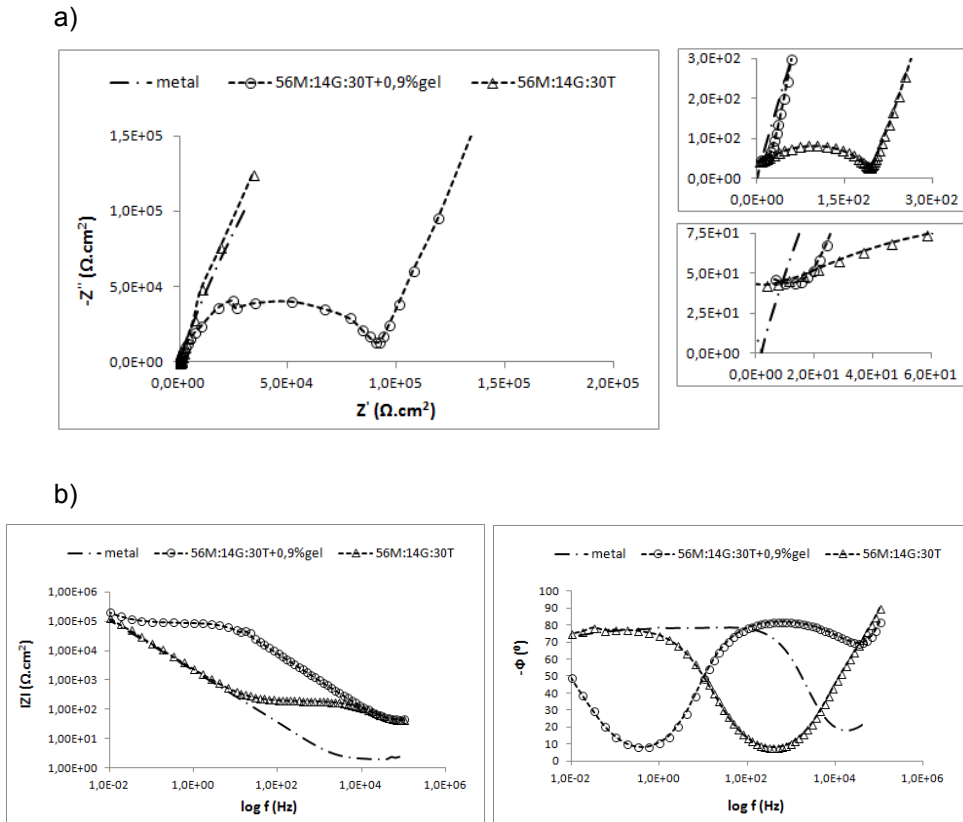 a)
metal 56M:14G:30T+0,9%gel 56M:14G:30T
1,5E+05
1,0E+05
5,0E+04
0,0E+00
-Z'' (Ω.cm²)
0,0E+00 5,0E+04 1,0E+05 1,5E+05 2,0E+05
Z' (Ω.cm²)
3,0E+02
2,0E+02
1,0E+02
0,0E+00
0,0E+00 1,5E+02 3,0E+02
7,5E+01
5,0E+01
2,5E+01
0,0E+00
0,0E+00 2,0E+01 4,0E+01 6,0E+01
b)
metal 56M:14G:30T+0,9%gel 56M:14G:30T
1,00E+06
1,00E+05
1,00E+04
1,00E+03
1,00E+02
1,00E+01
1,00E+00
IZI (Ω.cm²)
1,0E-02 1,0E+00 1,0E+02 1,0E+04 1,0E+06
log f (Hz)
metal 56M:14G:30T+0,9%gel 56M:14G:30T
100
90
80
70
60
50
40
30
20
10
0
-Φ (º)
1,0E-02 1,0E+00 1,0E+02 1,0E+04 1,0E+06
log f (Hz)